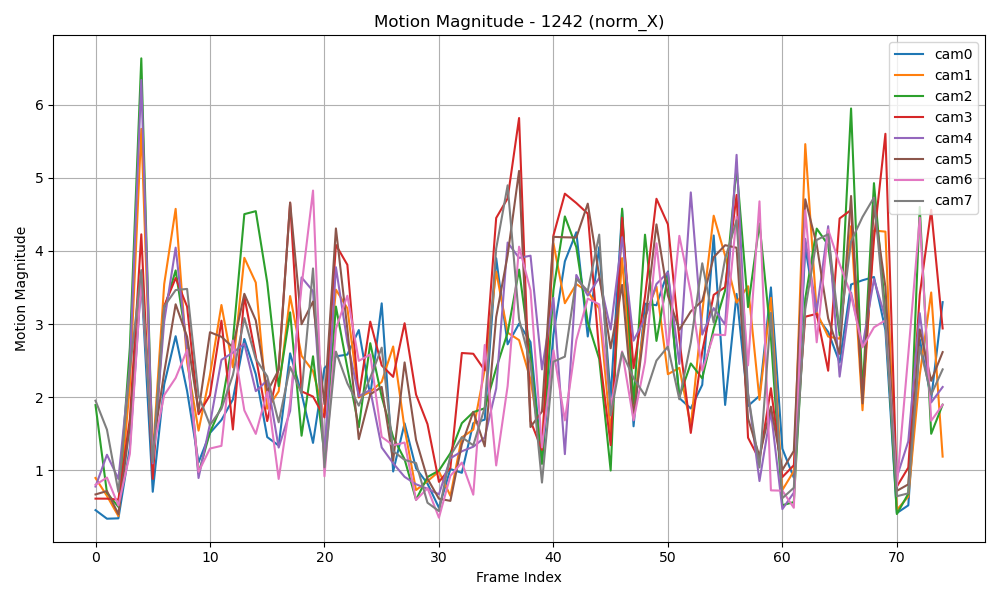 Motion Magnitude - 1242 (norm_X)
Motion Magnitude
6
5
4
3
2
1
0
10
20
30
40
50
60
70
Frame Index
cam0
cam1
cam2
cam3
cam4
cam5
cam6
cam7